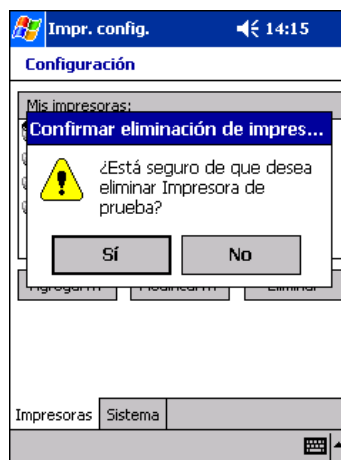 Impr. config. 14:15
Configuración
Mis impresoras:
Confirmar eliminación de impres...
¿Está seguro de que desea
eliminar Impresora de
prueba?
Sí No
Impresoras Sistema